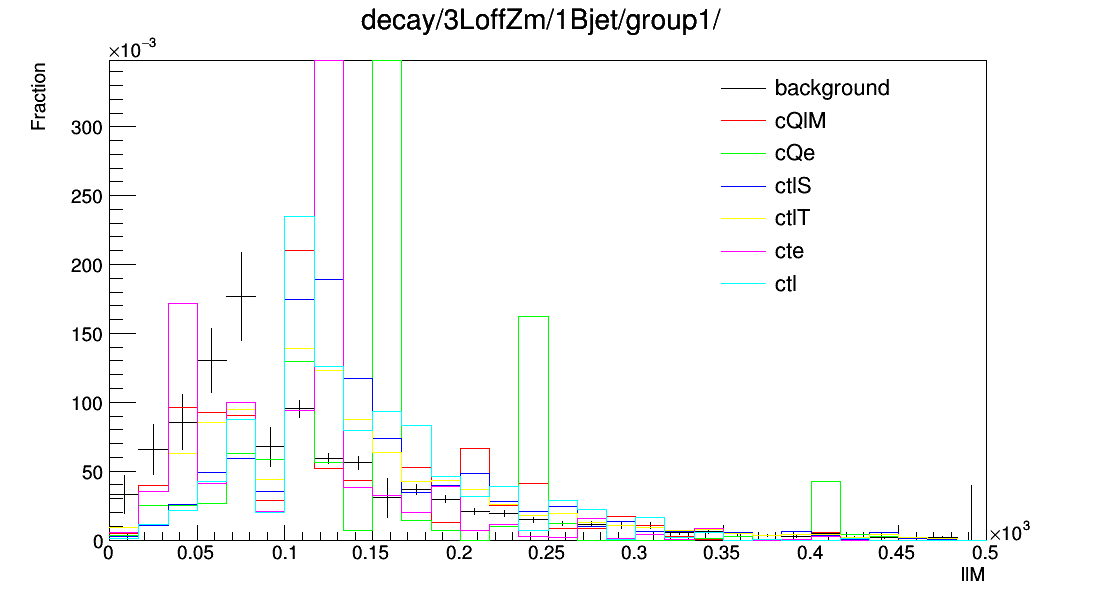 decay/3LoffZm/1Bjet/group1/
×10⁻³
Fraction
300
250
200
150
100
50
0
background
cQlM
cQe
ctlS
ctlT
cte
ctl
0 0.05 0.1 0.15 0.2 0.25 0.3 0.35 0.4 0.45 0.5
×10³
llM